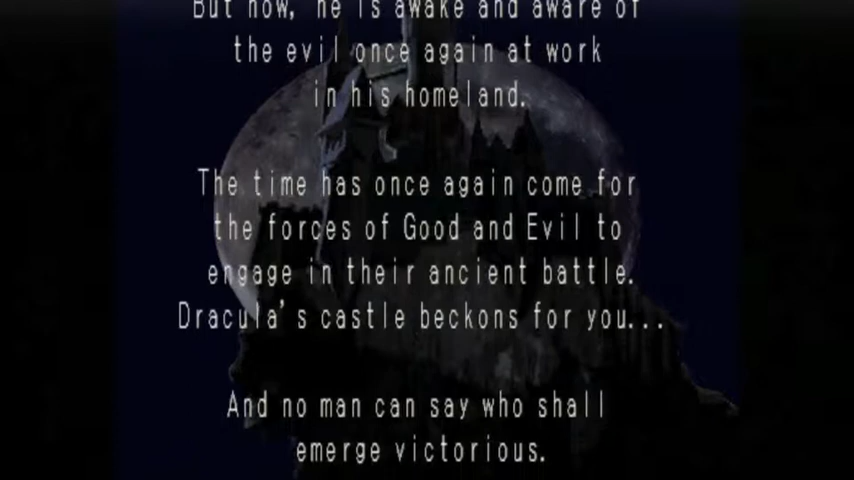 But now, he is awake and aware of
the evil once again at work
in his homeland.
The time has once again come for
the forces of Good and Evil to
engage in their ancient battle.
Dracula's castle beckons for you...
And no man can say who shall
emerge victorious.